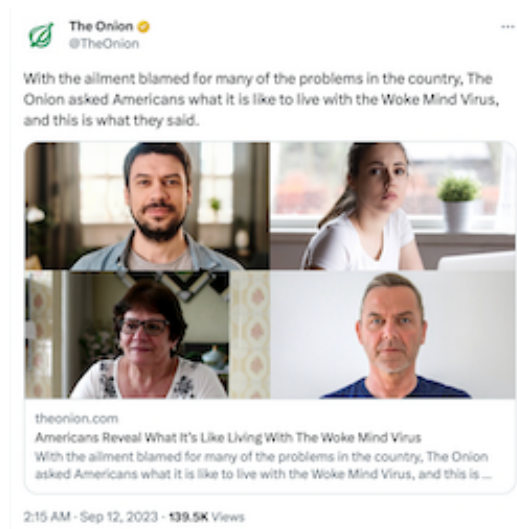 The Onion
@TheOnion
With the ailment blamed for many of the problems in the country, The
Onion asked Americans what it is like to live with the Woke Mind Virus,
and this is what they said.
theonion.com
Americans Reveal What It's Like Living With The Woke Mind Virus
With the ailment blamed for many of the problems in the country, The Onion
asked Americans what it is like to live with the Woke Mind Virus, and this is ...
2:15 AM · Sep 12, 2023 · 139.5K Views